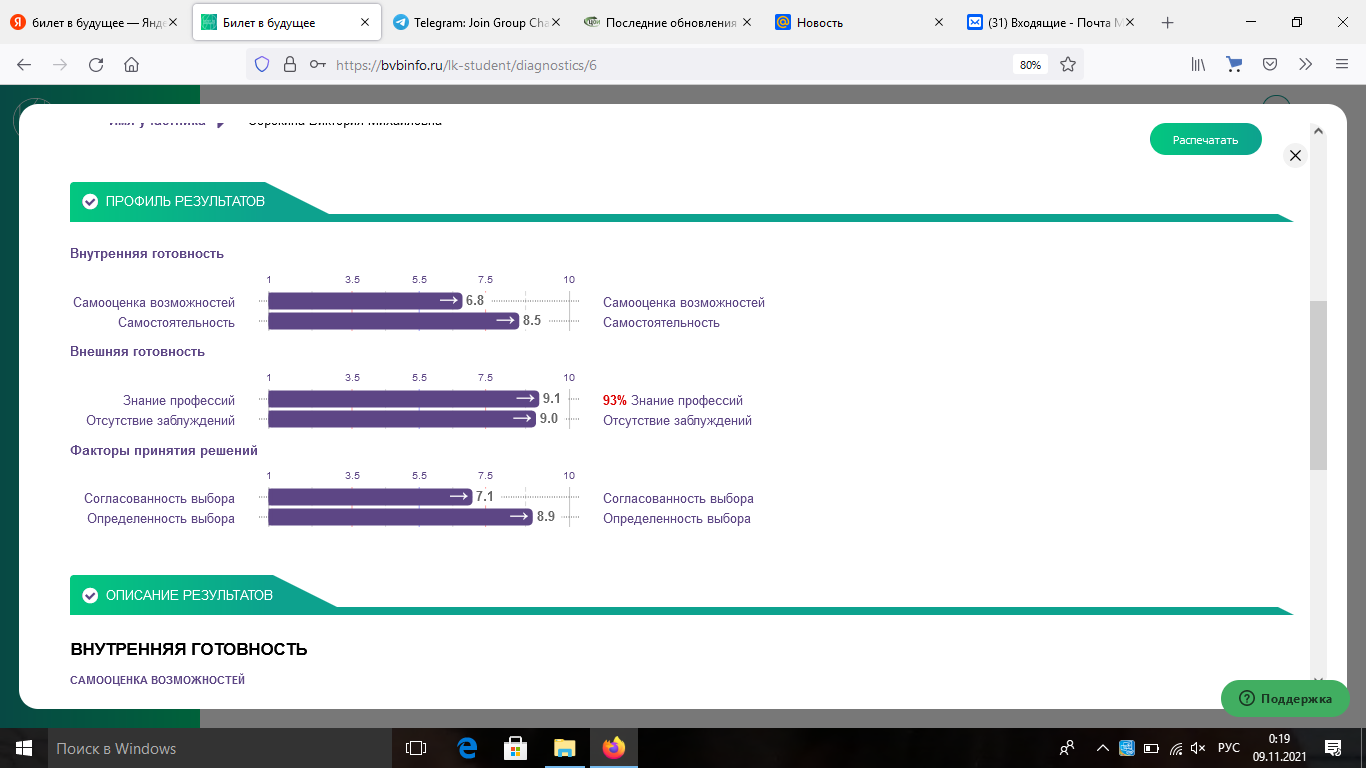 билет в будущее — Янде
Билет в будущее
Telegram: Join Group Cha
Последние обновления
Новость
(31) Входящие - Почта M
https://bvbinfo.ru/lk-student/diagnostics/6
80%
Имя участника
Распечатать
ПРОФИЛЬ РЕЗУЛЬТАТОВ
Внутренняя готовность
1 3.5 5.5 7.5 10
Самооценка возможностей 6.8 Самооценка возможностей
Самостоятельность 8.5 Самостоятельность
Внешняя готовность
1 3.5 5.5 7.5 10
Знание профессий 9.1 93% Знание профессий
Отсутствие заблуждений 9.0 Отсутствие заблуждений
Факторы принятия решений
1 3.5 5.5 7.5 10
Согласованность выбора 7.1 Согласованность выбора
Определенность выбора 8.9 Определенность выбора
ОПИСАНИЕ РЕЗУЛЬТАТОВ
ВНУТРЕННЯЯ ГОТОВНОСТЬ
САМООЦЕНКА ВОЗМОЖНОСТЕЙ
Поддержка
Поиск в Windows
РУС
0:19
09.11.2021